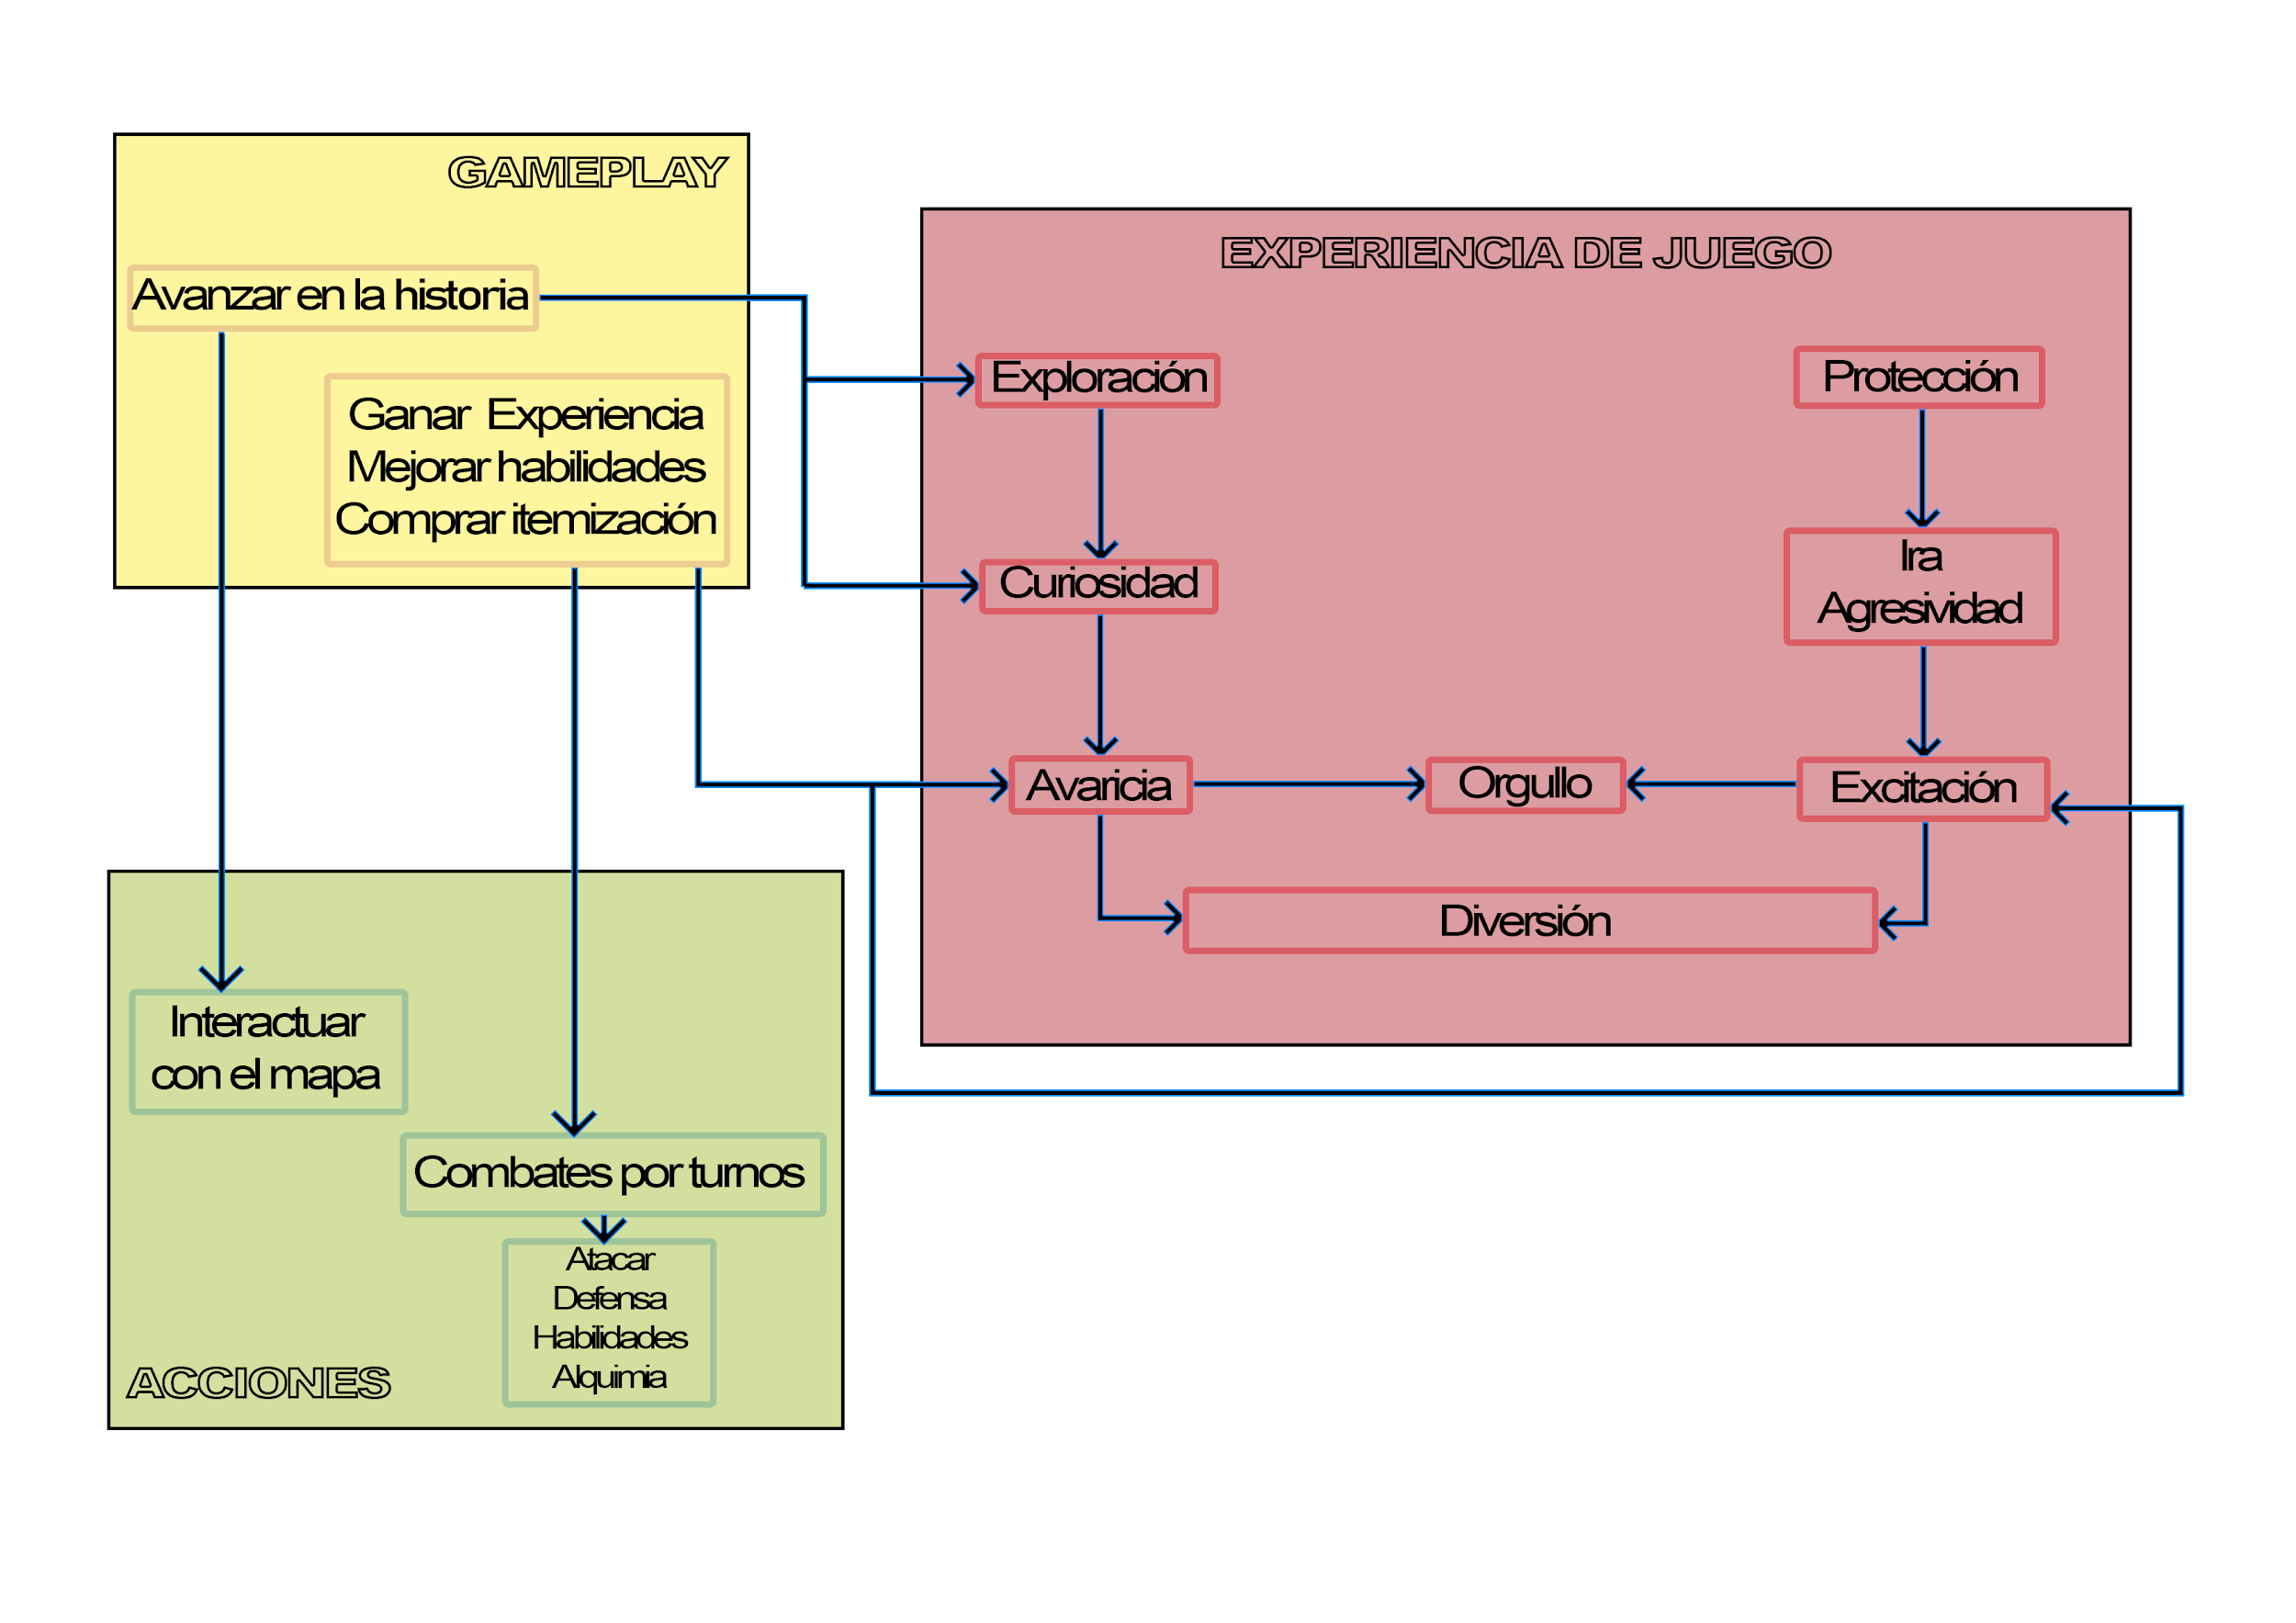 GAMEPLAY
Avanzar en la historia
Ganar Experiencia
Mejorar habilidades
Comprar itemización
EXPERIENCIA DE JUEGO
Exploración
Protección
Curiosidad
Ira
Agresividad
Avaricia
Orgullo
Excitación
Diversión
Interactuar
con el mapa
Combates por turnos
Atacar
Defensa
Habilidades
Alquimia
ACCIONES